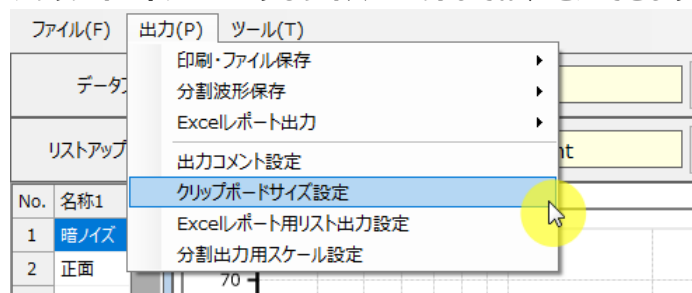 ファイル(F) 出力(P) ツール(T)
印刷・ファイル保存
分割波形保存
Excelレポート出力
出力コメント設定
クリップボードサイズ設定
Excelレポート用リスト出力設定
分割出力用スケール設定
データ
リストアップ
nt
No. 名称1
1 暗ノイズ
2 正面
70